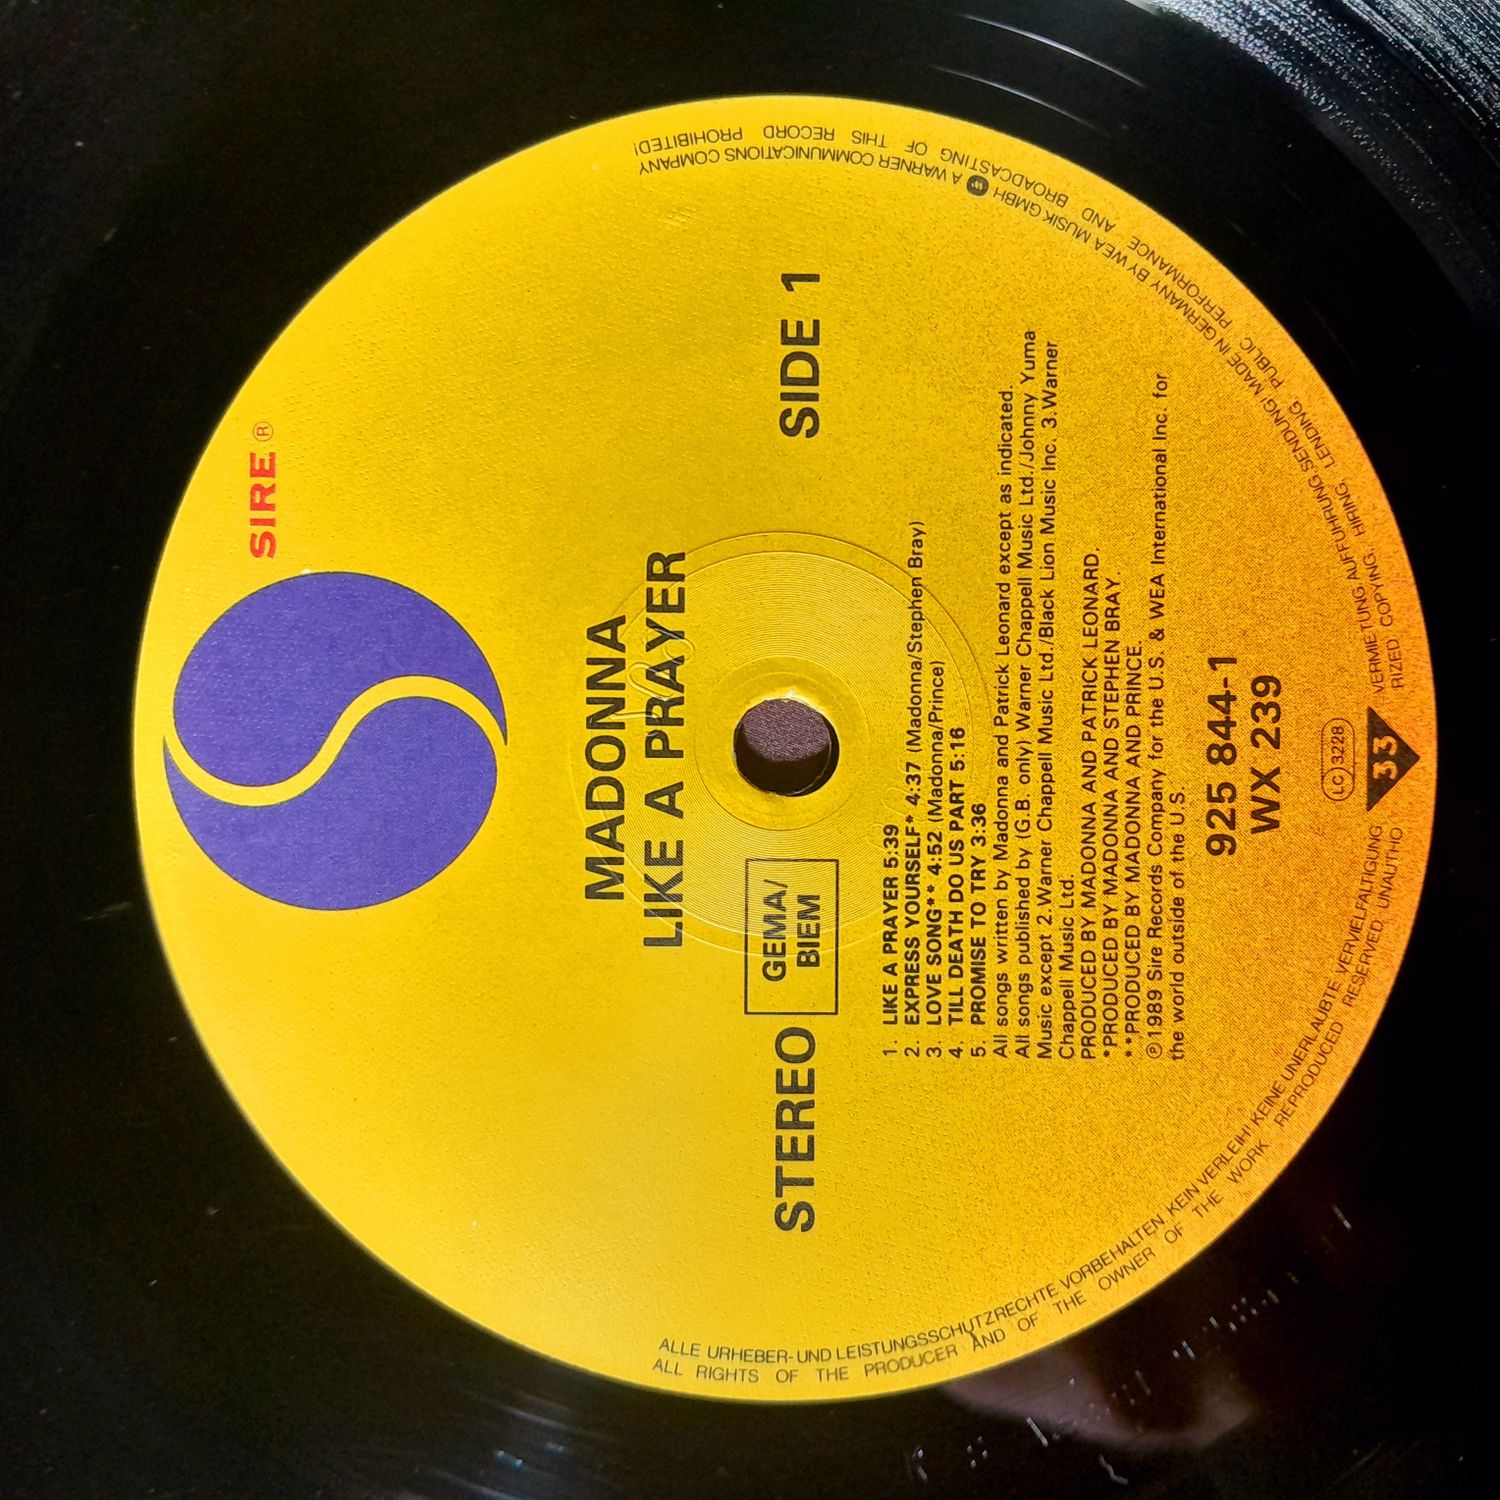 SIRE ®
MADONNA
LIKE A PRAYER
STEREO
GEMA/
BIEM
SIDE 1
1. LIKE A PRAYER 5:39
2. EXPRESS YOURSELF* 4:37 (Madonna/Stephen Bray)
3. LOVE SONG** 4:52 (Madonna/Prince)
4. TILL DEATH DO US PART 5:16
5. PROMISE TO TRY 3:36
All songs written by Madonna and Patrick Leonard except as indicated.
All songs published by (G.B. only) Warner Chappell Music Ltd./Johnny Yuma
Music except 2.Warner Chappell Music Ltd./Black Lion Music Inc. 3.Warner
Chappell Music Ltd.
PRODUCED BY MADONNA AND PATRICK LEONARD.
*PRODUCED BY MADONNA AND STEPHEN BRAY.
**PRODUCED BY MADONNA AND PRINCE.
℗1989 Sire Records Company for the U.S. & WEA International Inc. for
the world outside of the U.S.
925 844-1
WX 239
LC 3228
33
ALLE URHEBER-UND LEISTUNGSSCHUTZRECHTE VORBEHALTEN KEIN VERLEIH! KEINE UNERLAUBTE VERVIELFÄLTIGUNG VERMIETUNG, AUFFÜHRUNG, SENDUNG! MADE IN GERMANY BY WEA MUSIK GMBH A WARNER COMMUNICATIONS COMPANY
ALL RIGHTS OF THE PRODUCER AND OF THE OWNER OF THE WORK REPRODUCED RESERVED. UNAUTHORIZED COPYING, HIRING, LENDING, PUBLIC PERFORMANCE AND BROADCASTING OF THIS RECORD PROHIBITED!